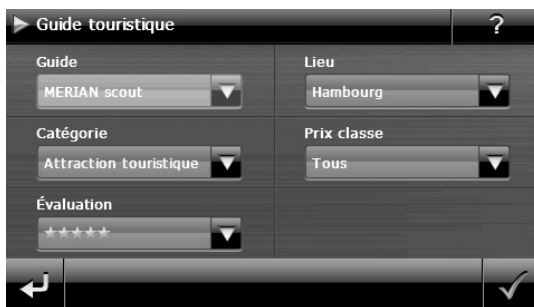 Guide touristique
?
Guide
Lieu
MERIAN scout
Hambourg
Catégorie
Prix classe
Attraction touristique
Tous
Évaluation
★★★★★